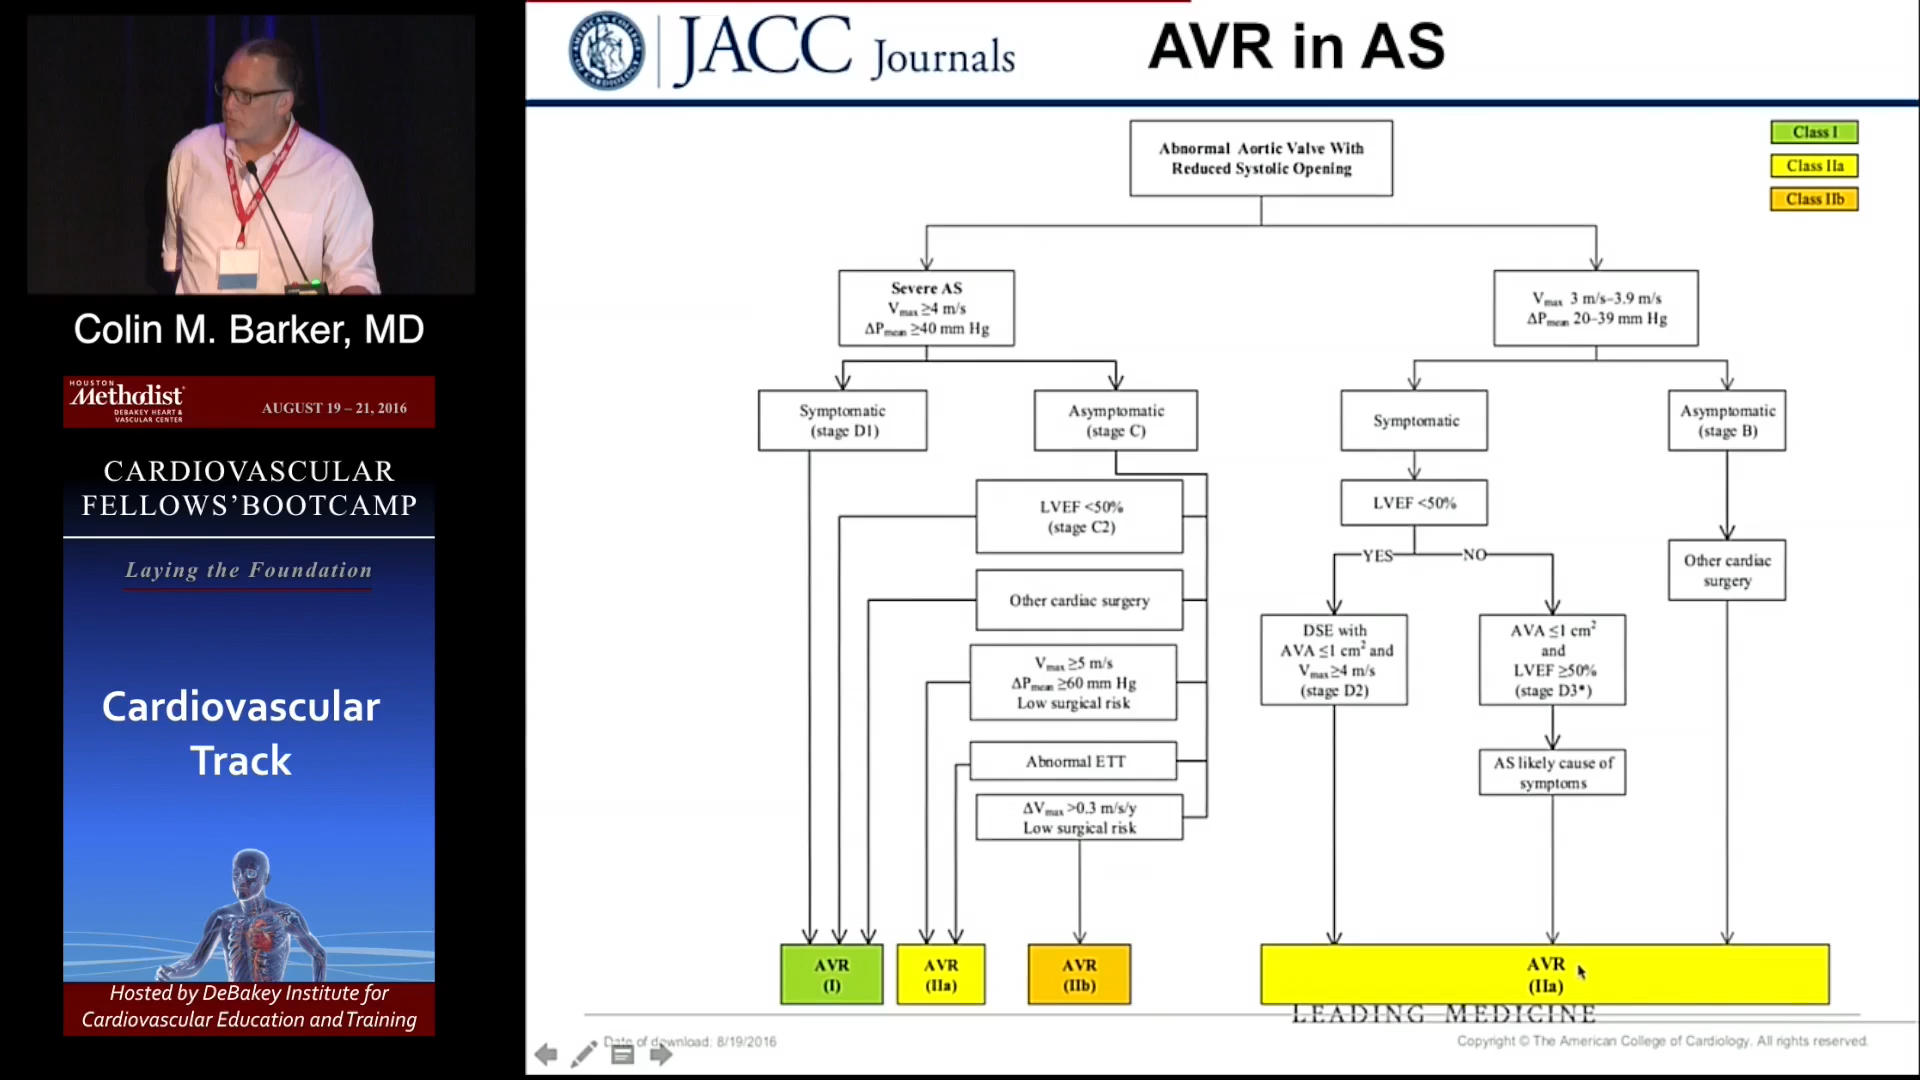 Colin M. Barker, MD
HOUSTON
Methodist
DEBAKEY HEART &
VASCULAR CENTER
AUGUST 19 – 21, 2016
CARDIOVASCULAR
FELLOWS'BOOTCAMP
Laying the Foundation
Cardiovascular
Track
Hosted by DeBakey Institute for
Cardiovascular Education and Training
JACC Journals
AVR in AS
Class I
Class IIa
Class IIb
Abnormal Aortic Valve With
Reduced Systolic Opening
Severe AS
Vmax ≥4 m/s
ΔPmean ≥40 mm Hg
Vmax 3 m/s–3.9 m/s
ΔPmean 20–39 mm Hg
Symptomatic
(stage D1)
Asymptomatic
(stage C)
Symptomatic
Asymptomatic
(stage B)
LVEF <50%
(stage C2)
Other cardiac surgery
Vmax ≥5 m/s
ΔPmean ≥60 mm Hg
Low surgical risk
Abnormal ETT
ΔVmax >0.3 m/s/y
Low surgical risk
LVEF <50%
YES
NO
DSE with
AVA ≤1 cm² and
Vmax ≥4 m/s
(stage D2)
AVA ≤1 cm²
and
LVEF ≥50%
(stage D3*)
AS likely cause of
symptoms
Other cardiac
surgery
AVR
(I)
AVR
(IIa)
AVR
(IIb)
AVR
(IIa)
LEADING MEDICINE
Date of download: 8/19/2016
Copyright © The American College of Cardiology. All rights reserved.